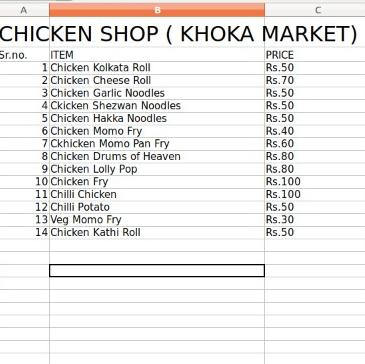 A B C
CHICKEN SHOP ( KHOKA MARKET)
Sr.no. ITEM PRICE
1 Chicken Kolkata Roll Rs.50
2 Chicken Cheese Roll Rs.70
3 Chicken Garlic Noodles Rs.50
4 Ckicken Shezwan Noodles Rs.50
5 Chicken Hakka Noodles Rs.50
6 Chicken Momo Fry Rs.40
7 Ckhicken Momo Pan Fry Rs.60
8 Chicken Drums of Heaven Rs.80
9 Chicken Lolly Pop Rs.80
10 Chicken Fry Rs.100
11 Chilli Chicken Rs.100
12 Chilli Potato Rs.50
13 Veg Momo Fry Rs.30
14 Chicken Kathi Roll Rs.50